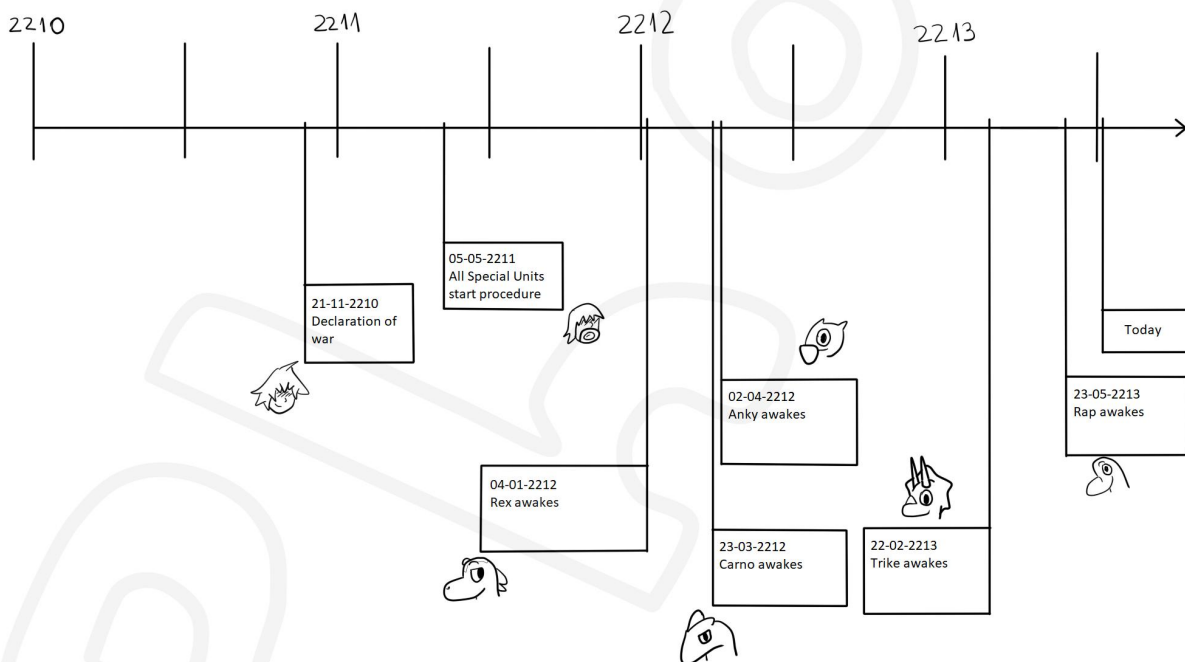 2210
2211
2212
2213
21-11-2210
Declaration of
war
05-05-2211
All Special Units
start procedure
04-01-2212
Rex awakes
23-03-2212
Carno awakes
02-04-2212
Anky awakes
22-02-2213
Trike awakes
23-05-2213
Rap awakes
Today